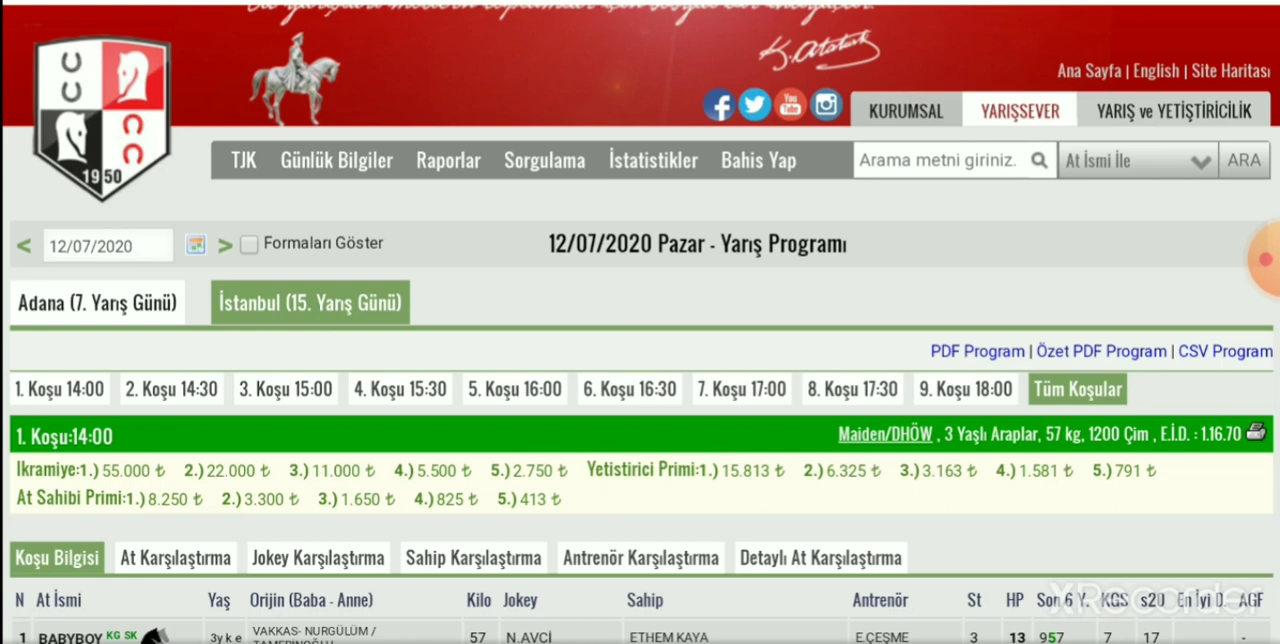 K. Atatürk
Ana Sayfa | English | Site Haritası
KURUMSAL YARIŞSEVER YARIŞ ve YETİŞTİRİCİLİK
1950
TJK Günlük Bilgiler Raporlar Sorgulama İstatistikler Bahis Yap Arama metni giriniz. At İsmi İle ARA
< 12/07/2020 > Formaları Göster 12/07/2020 Pazar - Yarış Programı
Adana (7. Yarış Günü) İstanbul (15. Yarış Günü)
PDF Program | Özet PDF Program | CSV Program
1. Koşu 14:00 2. Koşu 14:30 3. Koşu 15:00 4. Koşu 15:30 5. Koşu 16:00 6. Koşu 16:30 7. Koşu 17:00 8. Koşu 17:30 9. Koşu 18:00 Tüm Koşular
1. Koşu:14:00 Maiden/DHÖW , 3 Yaşlı Araplar, 57 kg, 1200 Çim , E.İ.D. : 1.16.70
Ikramiye:1.) 55.000 ₺ 2.) 22.000 ₺ 3.) 11.000 ₺ 4.) 5.500 ₺ 5.) 2.750 ₺ Yetistirici Primi:1.) 15.813 ₺ 2.) 6.325 ₺ 3.) 3.163 ₺ 4.) 1.581 ₺ 5.) 791 ₺
At Sahibi Primi:1.) 8.250 ₺ 2.) 3.300 ₺ 3.) 1.650 ₺ 4.) 825 ₺ 5.) 413 ₺
Koşu Bilgisi At Karşılaştırma Jokey Karşılaştırma Sahip Karşılaştırma Antrenör Karşılaştırma Detaylı At Karşılaştırma
N At İsmi Yaş Orijin (Baba - Anne) Kilo Jokey Sahip Antrenör St HP Son 6 Y. KGS s20 En İyi D. AGF
XRecorder
1 BABYBOY KG SK 3y k e VAKKAS- NURGÜLÜM / 57 N.AVCİ ETHEM KAYA E.ÇEŞME 3 13 957 7 17 -